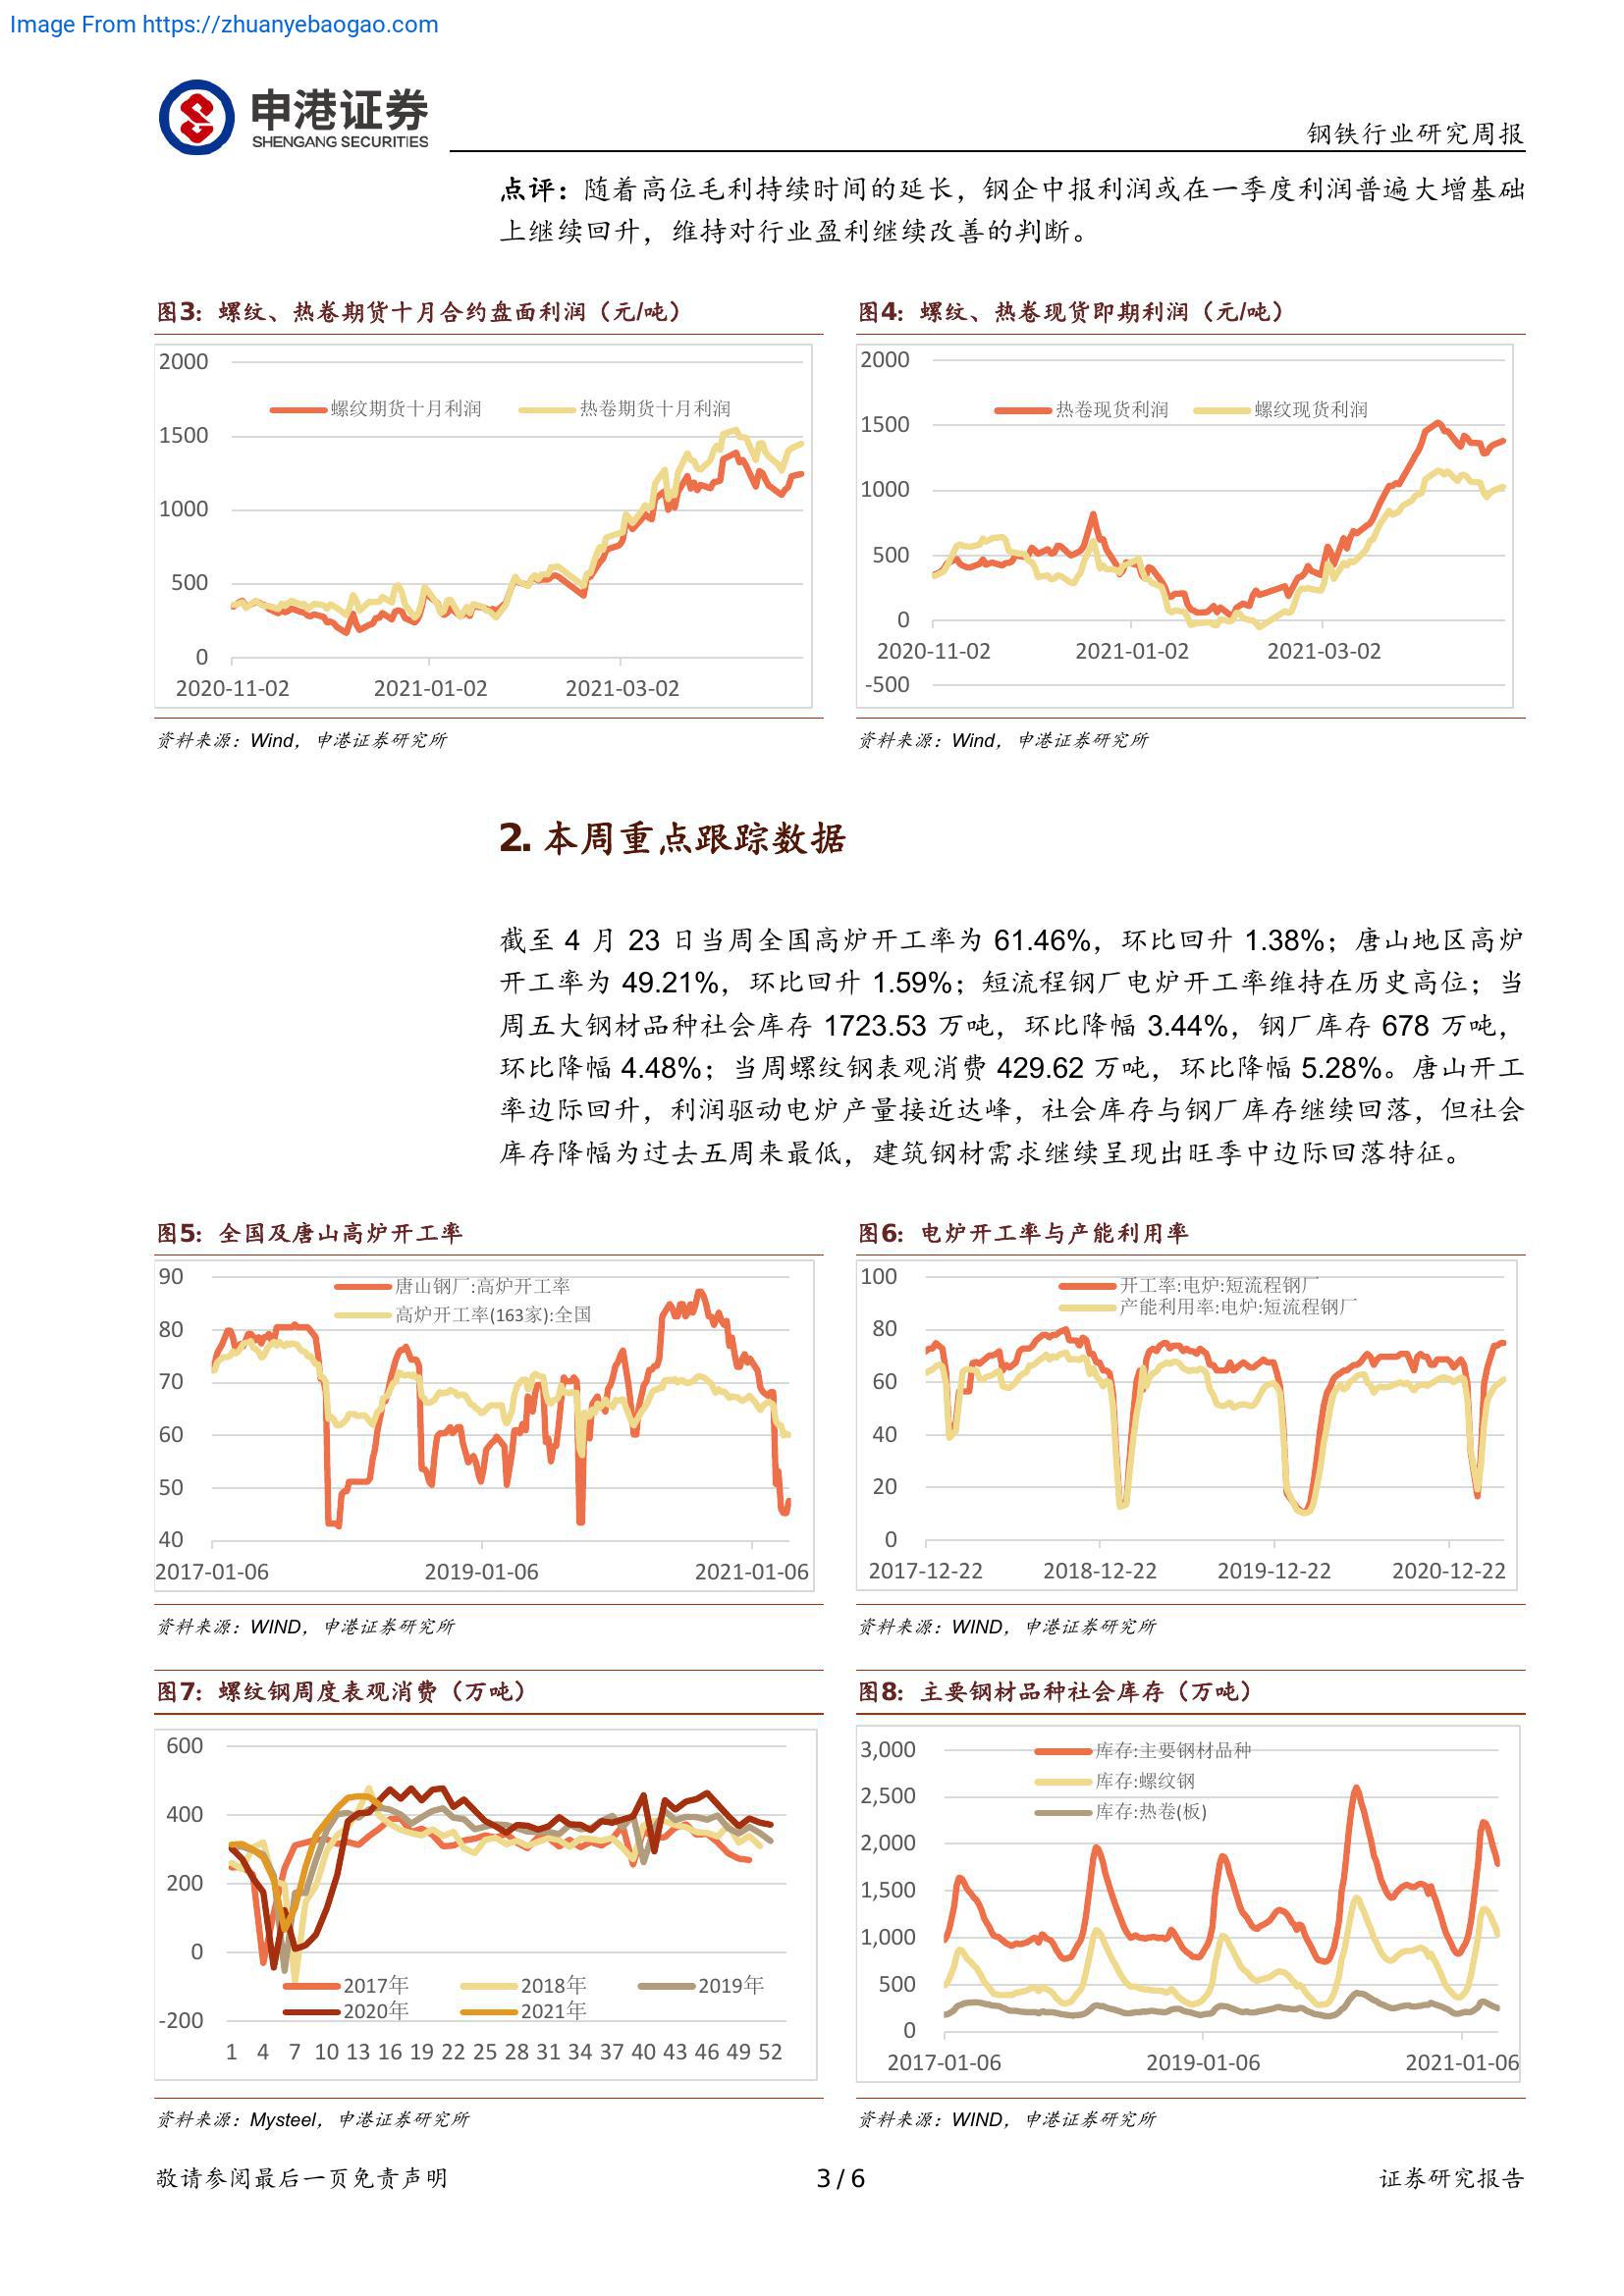 Image From https://zhuanyebaogao.com
申港证券
SHENGANG SECURITIES
钢铁行业研究周报
点评：随着高位毛利持续时间的延长，钢企中报利润或在一季度利润普遍大增基础
上继续回升，维持对行业盈利继续改善的判断。
图3：螺纹、热卷期货十月合约盘面利润（元/吨）
2000
螺纹期货十月利润 热卷期货十月利润
1500
1000
500
0
2020-11-02 2021-01-02 2021-03-02
资料来源：Wind，申港证券研究所
图4：螺纹、热卷现货即期利润（元/吨）
2000
热卷现货利润 螺纹现货利润
1500
1000
500
0
2020-11-02 2021-01-02 2021-03-02
-500
资料来源：Wind，申港证券研究所
2. 本周重点跟踪数据
截至 4 月 23 日当周全国高炉开工率为 61.46%，环比回升 1.38%；唐山地区高炉
开工率为 49.21%，环比回升 1.59%；短流程钢厂电炉开工率维持在历史高位；当
周五大钢材品种社会库存 1723.53 万吨，环比降幅 3.44%，钢厂库存 678 万吨，
环比降幅 4.48%；当周螺纹钢表观消费 429.62 万吨，环比降幅 5.28%。唐山开工
率边际回升，利润驱动电炉产量接近达峰，社会库存与钢厂库存继续回落，但社会
库存降幅为过去五周来最低，建筑钢材需求继续呈现出旺季中边际回落特征。
图5：全国及唐山高炉开工率
90
唐山钢厂:高炉开工率
高炉开工率(163家):全国
80
70
60
50
40
2017-01-06 2019-01-06 2021-01-06
资料来源：WIND，申港证券研究所
图6：电炉开工率与产能利用率
100
开工率:电炉:短流程钢厂
产能利用率:电炉:短流程钢厂
80
60
40
20
0
2017-12-22 2018-12-22 2019-12-22 2020-12-22
资料来源：WIND，申港证券研究所
图7：螺纹钢周度表观消费（万吨）
600
400
200
0
2017年 2018年 2019年
2020年 2021年
-200
1 4 7 10 13 16 19 22 25 28 31 34 37 40 43 46 49 52
资料来源：Mysteel，申港证券研究所
图8：主要钢材品种社会库存（万吨）
3,000
库存:主要钢材品种
库存:螺纹钢
库存:热卷(板)
2,500
2,000
1,500
1,000
500
0
2017-01-06 2019-01-06 2021-01-06
资料来源：WIND，申港证券研究所
敬请参阅最后一页免责声明
3 / 6
证券研究报告